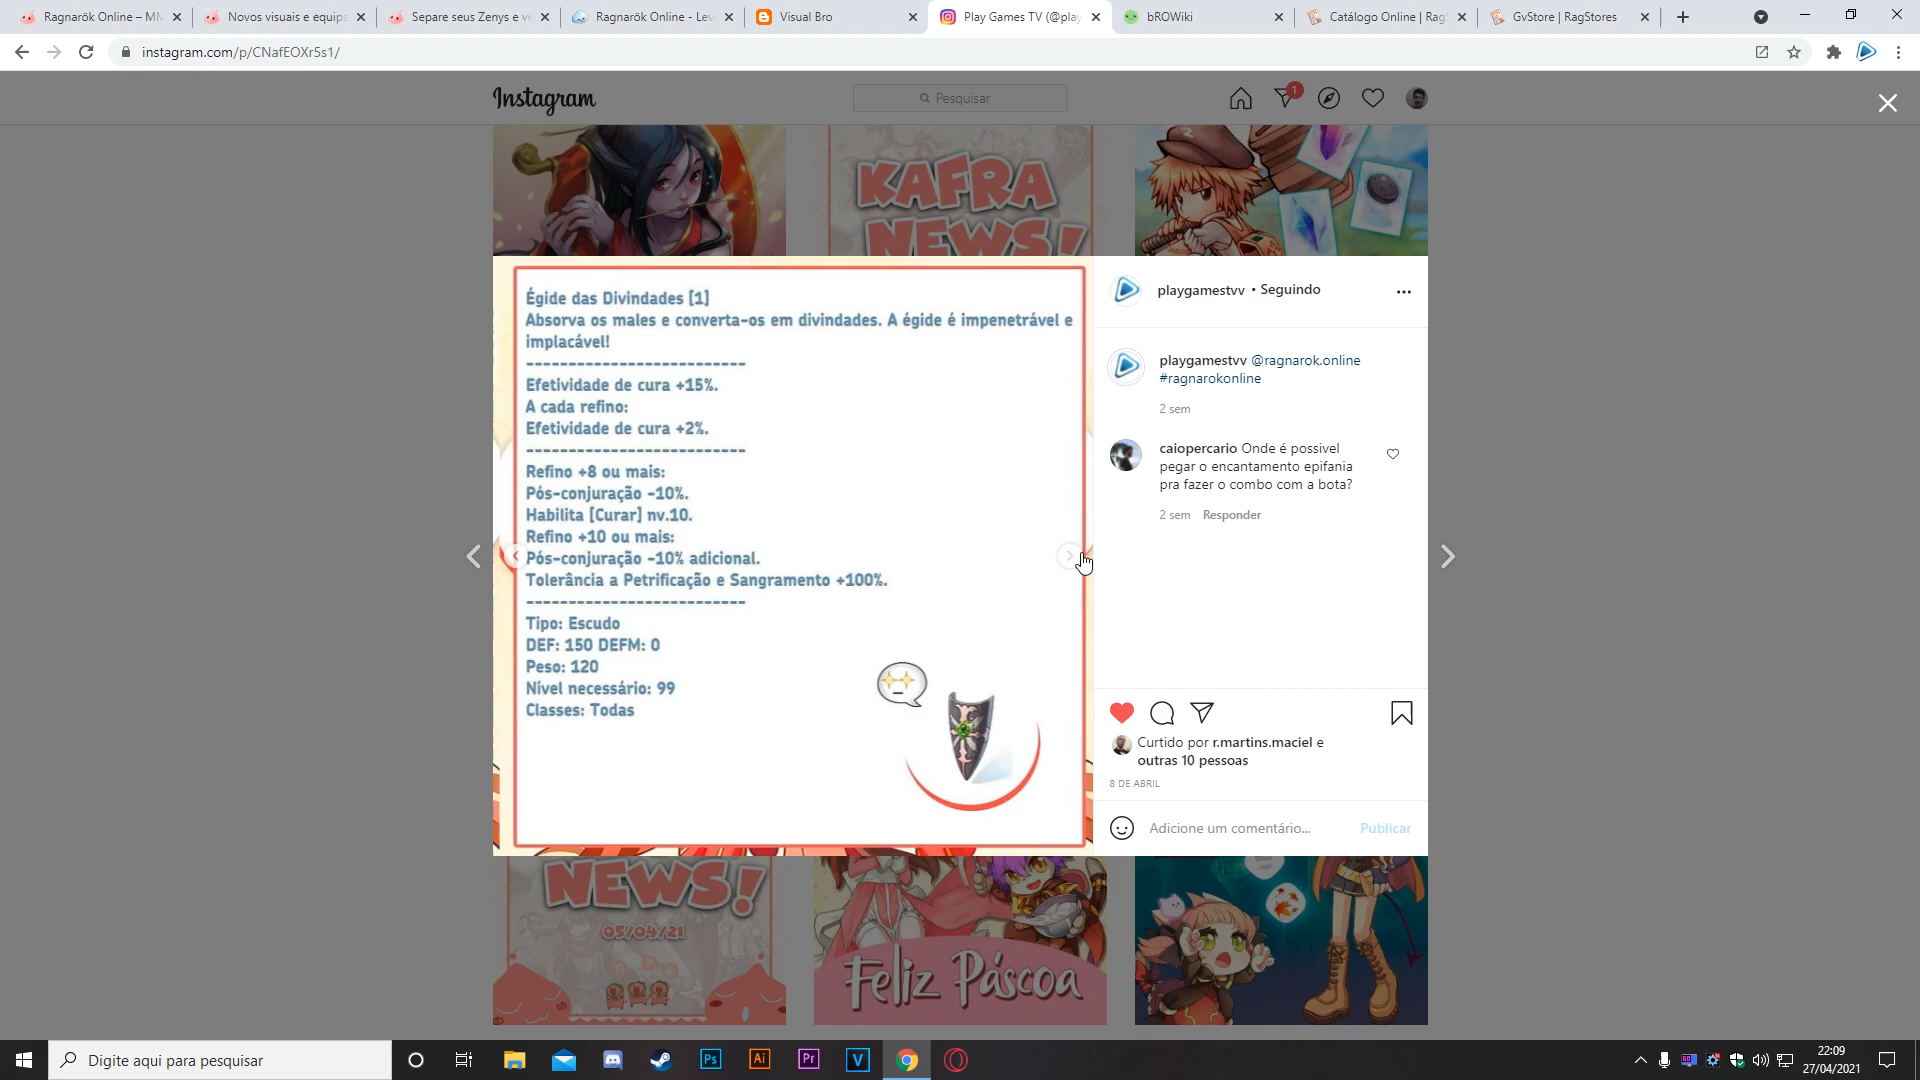 Ragnarök Online – MM
Novos visuais e equips
Separe seus Zenys e ve
Ragnarök Online - Lev
Visual Bro
Play Games TV (@play
bROWiki
Catálogo Online | Rag
GvStore | RagStores
instagram.com/p/CNafEOXr5s1/
Instagram
Pesquisar
1
KAFRA
NEWS!
Égide das Divindades [1]
Absorva os males e converta-os em divindades. A égide é impenetrável e
implacável!
--------------------------
Efetividade de cura +15%.
A cada refino:
Efetividade de cura +2%.
--------------------------
Refino +8 ou mais:
Pós-conjuração -10%.
Habilita [Curar] nv.10.
Refino +10 ou mais:
Pós-conjuração -10% adicional.
Tolerância a Petrificação e Sangramento +100%.
--------------------------
Tipo: Escudo
DEF: 150 DEFM: 0
Peso: 120
Nível necessário: 99
Classes: Todas
playgamestvv • Seguindo
playgamestvv @ragnarok.online
#ragnarokonline
2 sem
caiopercario Onde é possivel
pegar o encantamento epifania
pra fazer o combo com a bota?
2 sem Responder
Curtido por r.martins.maciel e
outras 10 pessoas
8 DE ABRIL
Adicione um comentário...
Publicar
NEWS!
05/04/21
Feliz Páscoa
Digite aqui para pesquisar
Ps
Ai
Pr
V
22:09
27/04/2021